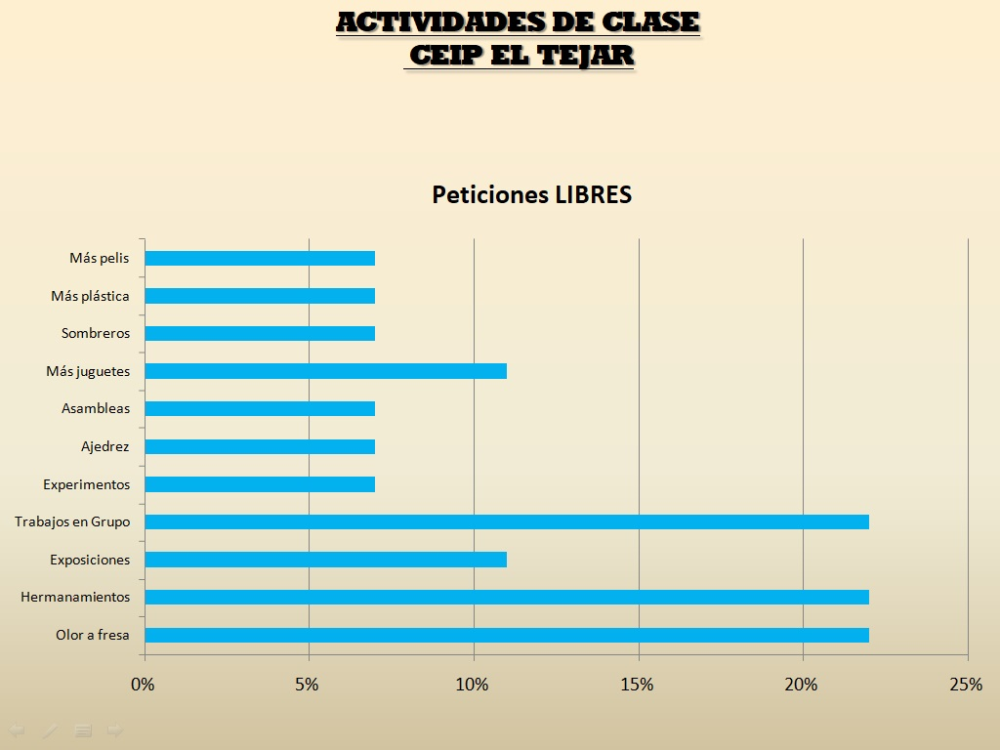 ACTIVIDADES DE CLASE
CEIP EL TEJAR
Peticiones LIBRES
Más pelis
Más plástica
Sombreros
Más juguetes
Asambleas
Ajedrez
Experimentos
Trabajos en Grupo
Exposiciones
Hermanamientos
Olor a fresa
0% 5% 10% 15% 20% 25%